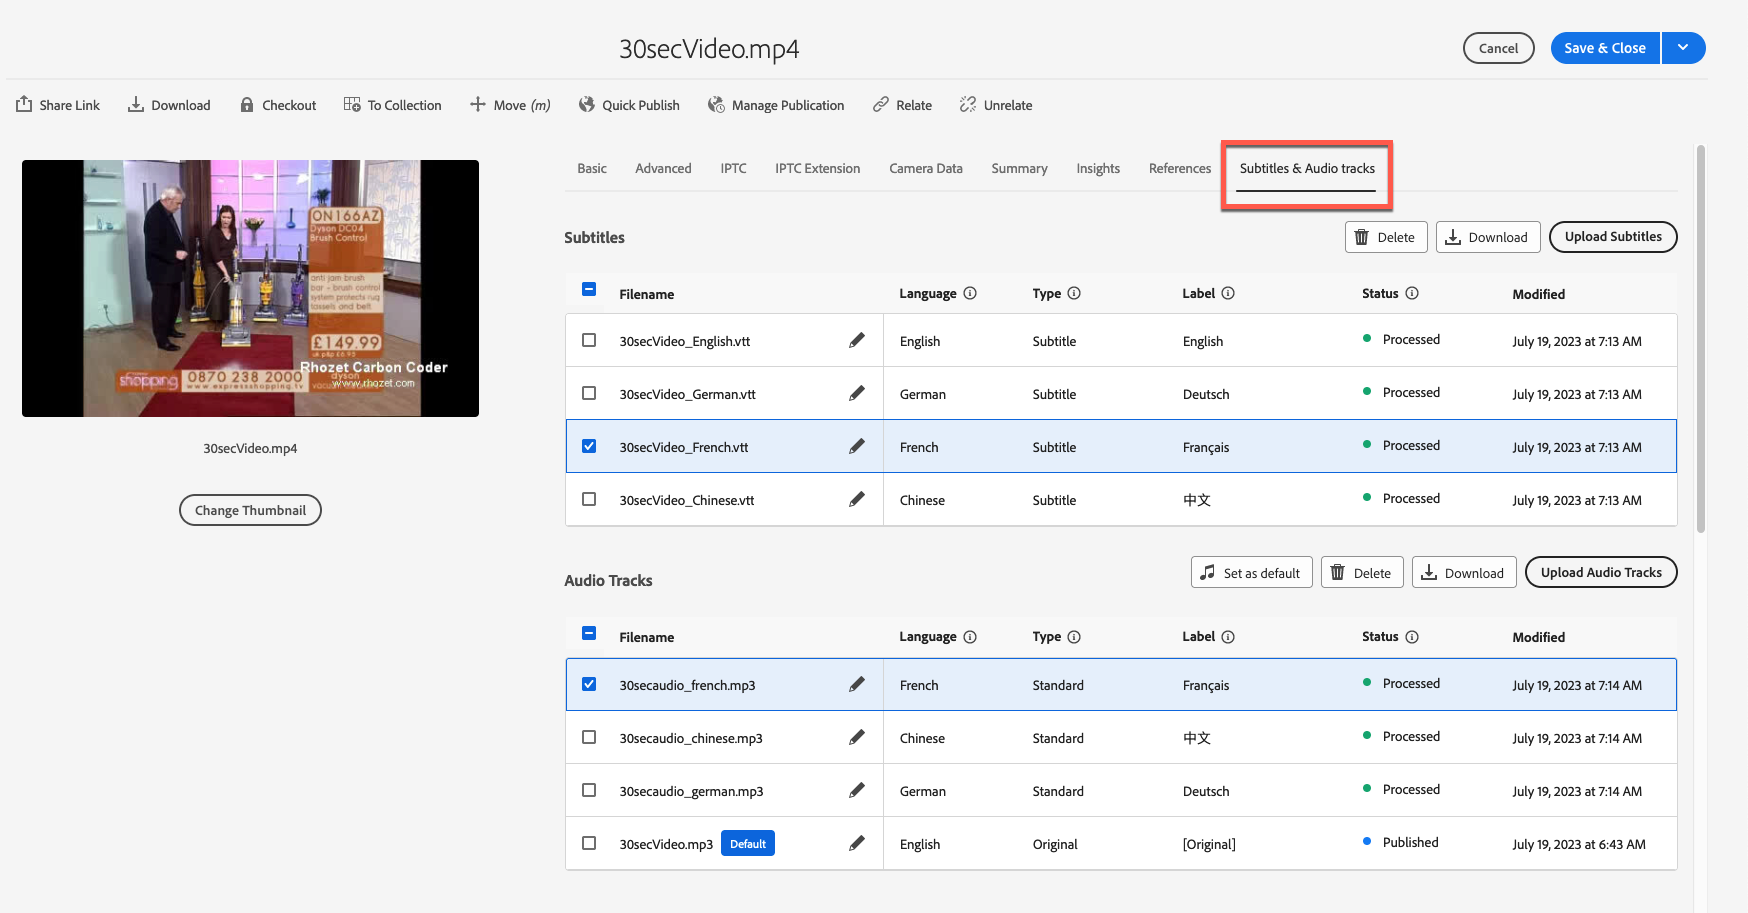 30secVideo.mp4
Cancel
Save & Close
Share Link
Download
Checkout
To Collection
Move (m)
Quick Publish
Manage Publication
Relate
Unrelate
ON166AZ
Dyson DC04
Brush Control
anti jam brush
bar - brush control
system protects rug
tassels and belt
£149.99
uk p&p £6.95
Rhozet Carbon Coder
www.rhozet.com
shopping
0870 238 2000
www.expressshopping.tv
dyson
30secVideo.mp4
Change Thumbnail
Basic
Advanced
IPTC
IPTC Extension
Camera Data
Summary
Insights
References
Subtitles & Audio tracks
Subtitles
Delete
Download
Upload Subtitles
Filename Language Type Label Status Modified
30secVideo_English.vtt English Subtitle English Processed July 19, 2023 at 7:13 AM
30secVideo_German.vtt German Subtitle Deutsch Processed July 19, 2023 at 7:13 AM
30secVideo_French.vtt French Subtitle Français Processed July 19, 2023 at 7:13 AM
30secVideo_Chinese.vtt Chinese Subtitle 中文 Processed July 19, 2023 at 7:13 AM
Audio Tracks
Set as default
Delete
Download
Upload Audio Tracks
Filename Language Type Label Status Modified
30secaudio_french.mp3 French Standard Français Processed July 19, 2023 at 7:14 AM
30secaudio_chinese.mp3 Chinese Standard 中文 Processed July 19, 2023 at 7:14 AM
30secaudio_german.mp3 German Standard Deutsch Processed July 19, 2023 at 7:14 AM
30secVideo.mp3 Default English Original [Original] Published July 19, 2023 at 6:43 AM